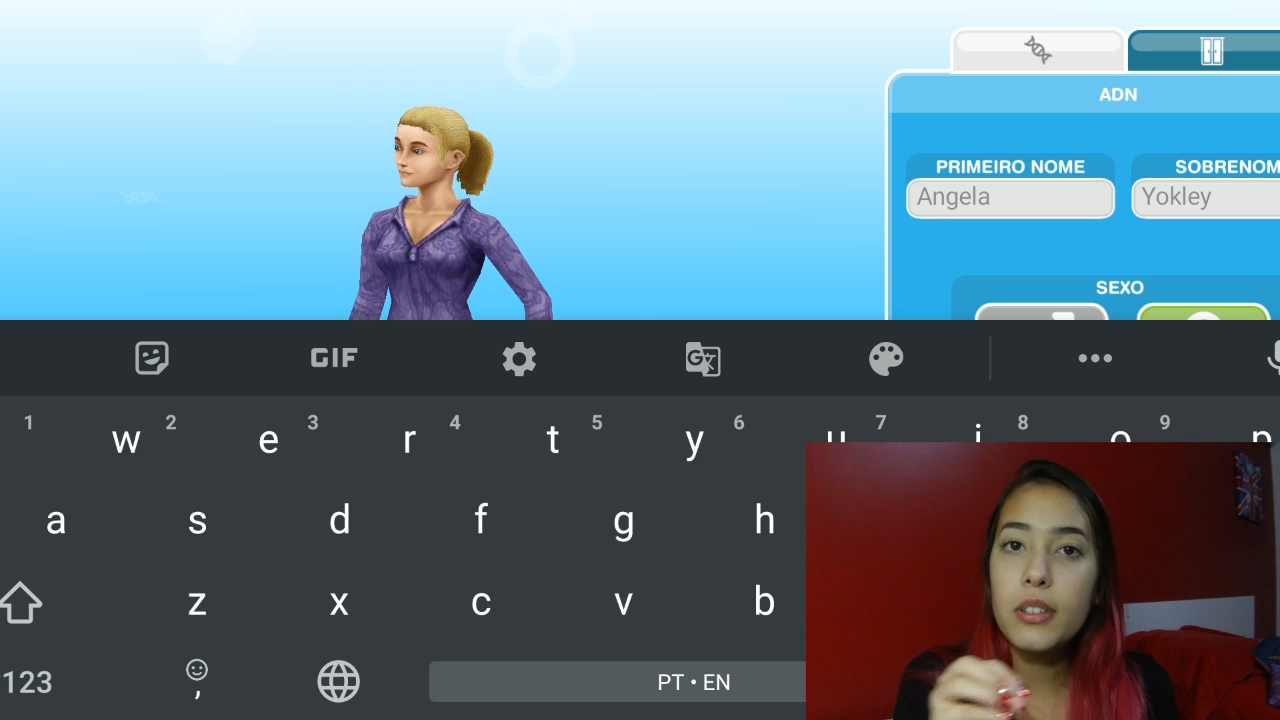 ADN
PRIMEIRO NOME
SOBRENOM
Angela
Yokley
SEXO
GIF
G
1 2 3 4 5 6 7 8 9
w e r t y u i o p
a s d f g h
z x c v b
123 , PT • EN